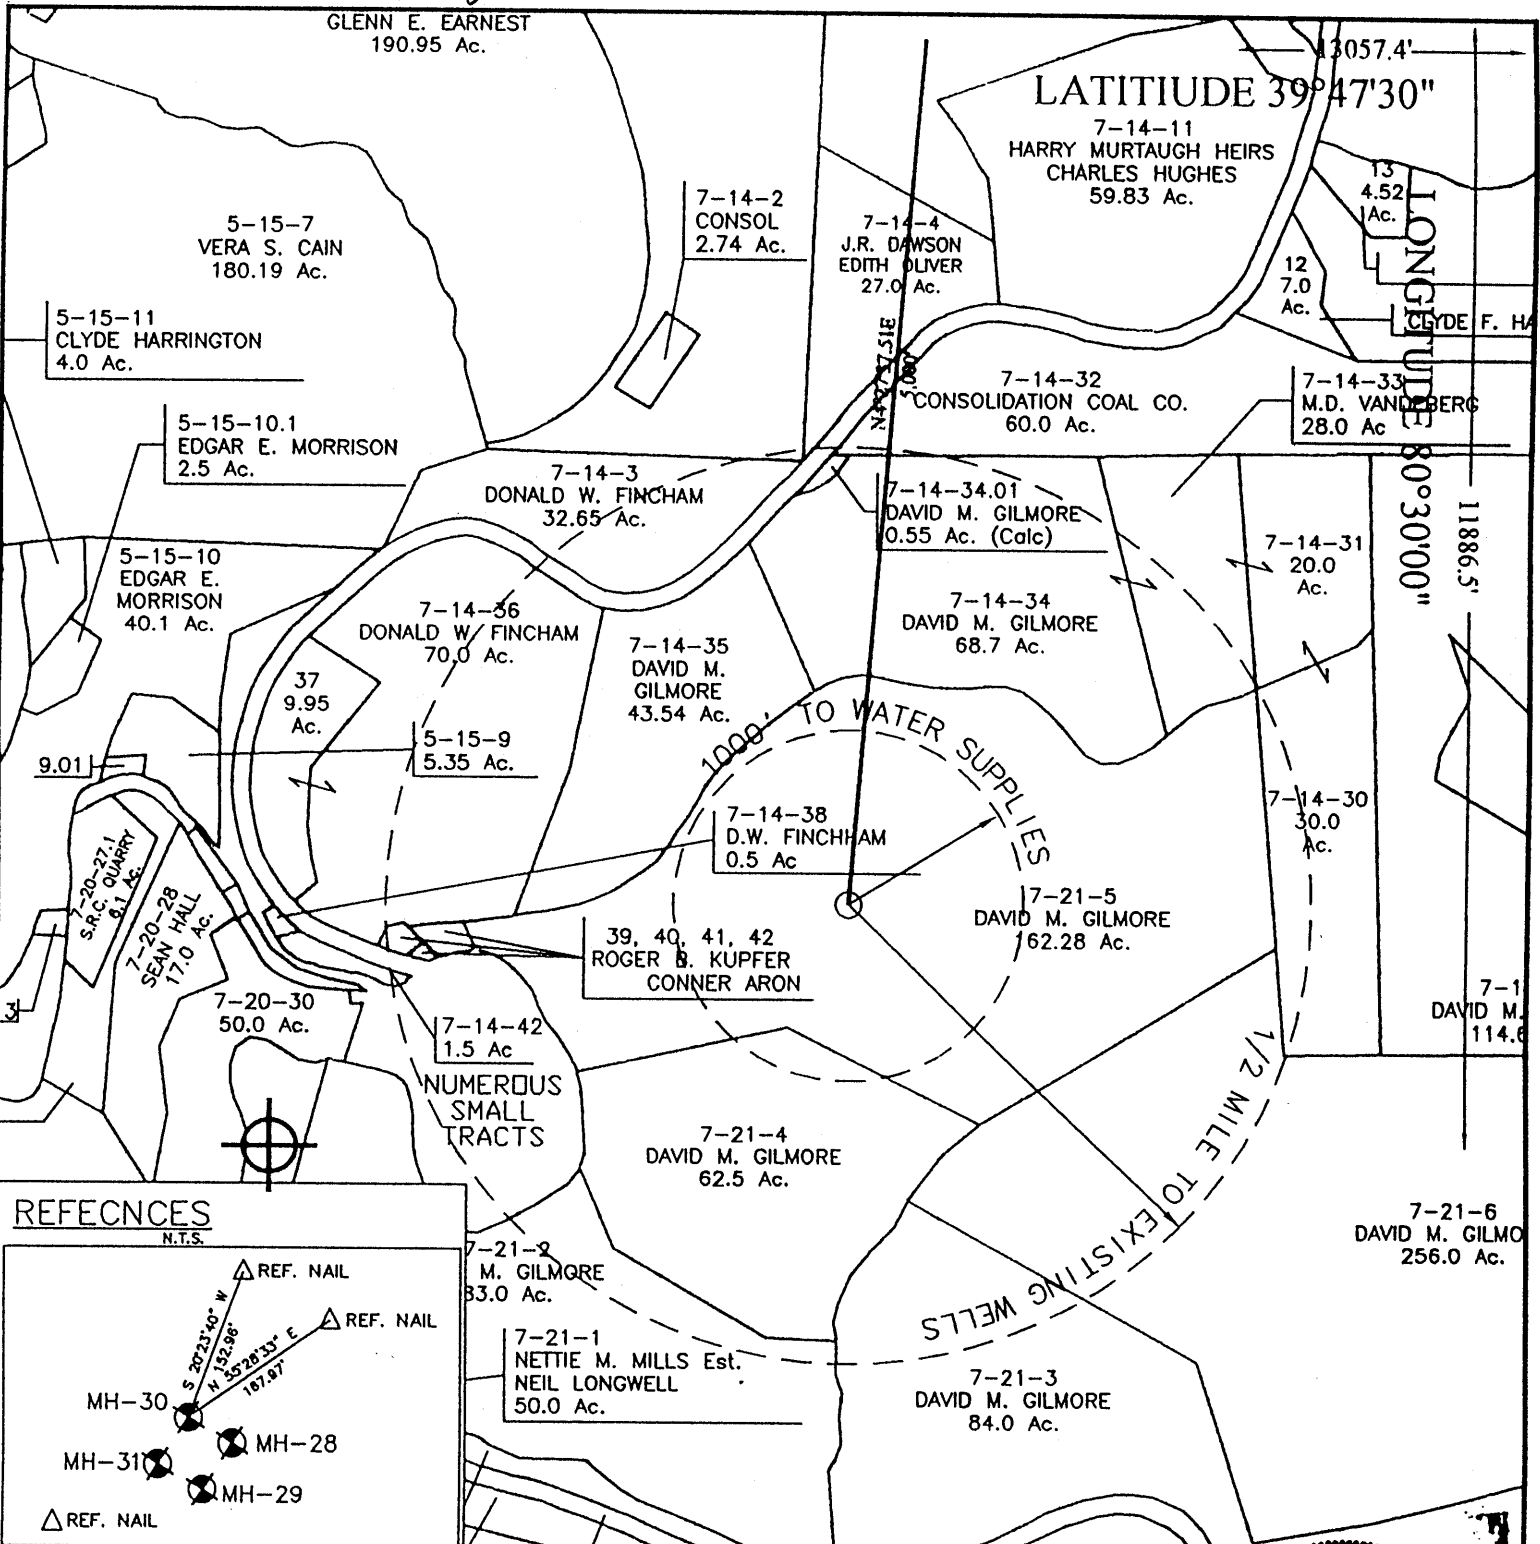 GLENN E. EARNEST
190.95 Ac.
13057.4'
LATITIUDE 39°47'30"
7-14-11
HARRY MURTAUGH HEIRS
CHARLES HUGHES
59.83 Ac.
13
4.52
Ac.
LONGITUDE 80°30'00"
11886.5'
7-14-2
CONSOL
2.74 Ac.
7-14-4
J.R. DAWSON
EDITH OLIVER
27.0 Ac.
5-15-7
VERA S. CAIN
180.19 Ac.
12
7.0
Ac.
CLYDE F. HA
5-15-11
CLYDE HARRINGTON
4.0 Ac.
5,000'
7-14-32
CONSOLIDATION COAL CO.
60.0 Ac.
7-14-33
M.D. VANDEBERG
28.0 Ac
5-15-10.1
EDGAR E. MORRISON
2.5 Ac.
7-14-3
DONALD W. FINCHAM
32.65 Ac.
7-14-34.01
DAVID M. GILMORE
0.55 Ac. (Calc)
7-14-31
20.0
Ac.
5-15-10
EDGAR E.
MORRISON
40.1 Ac.
7-14-36
DONALD W. FINCHAM
70.0 Ac.
7-14-35
DAVID M.
GILMORE
43.54 Ac.
7-14-34
DAVID M. GILMORE
68.7 Ac.
37
9.95
Ac.
1000' TO WATER SUPPLIES
5-15-9
5.35 Ac.
9.01
7-14-38
D.W. FINCHHAM
0.5 Ac
7-14-30
30.0
Ac.
7-20-27.1
S.R.C. QUARRY
6.1 Ac.
7-20-28
SEAN HALL
17.0 Ac.
7-21-5
DAVID M. GILMORE
162.28 Ac.
39, 40, 41, 42
ROGER B. KUPFER
CONNER ARON
3
7-20-30
50.0 Ac.
7-14-42
1.5 Ac
7-1
DAVID M.
114.6
NUMEROUS
SMALL
TRACTS
1/2 MILE TO EXISTING WELLS
7-21-4
DAVID M. GILMORE
62.5 Ac.
7-21-6
DAVID M. GILMO
256.0 Ac.
REFECNCES
N.T.S.
7-21-2
M. GILMORE
83.0 Ac.
REF. NAIL
S 20°23'40" W
152.96'
REF. NAIL
N 55°28'33" E
167.97'
7-21-1
NETTIE M. MILLS Est.
NEIL LONGWELL
50.0 Ac.
7-21-3
DAVID M. GILMORE
84.0 Ac.
MH-30
MH-28
MH-31
MH-29
REF. NAIL